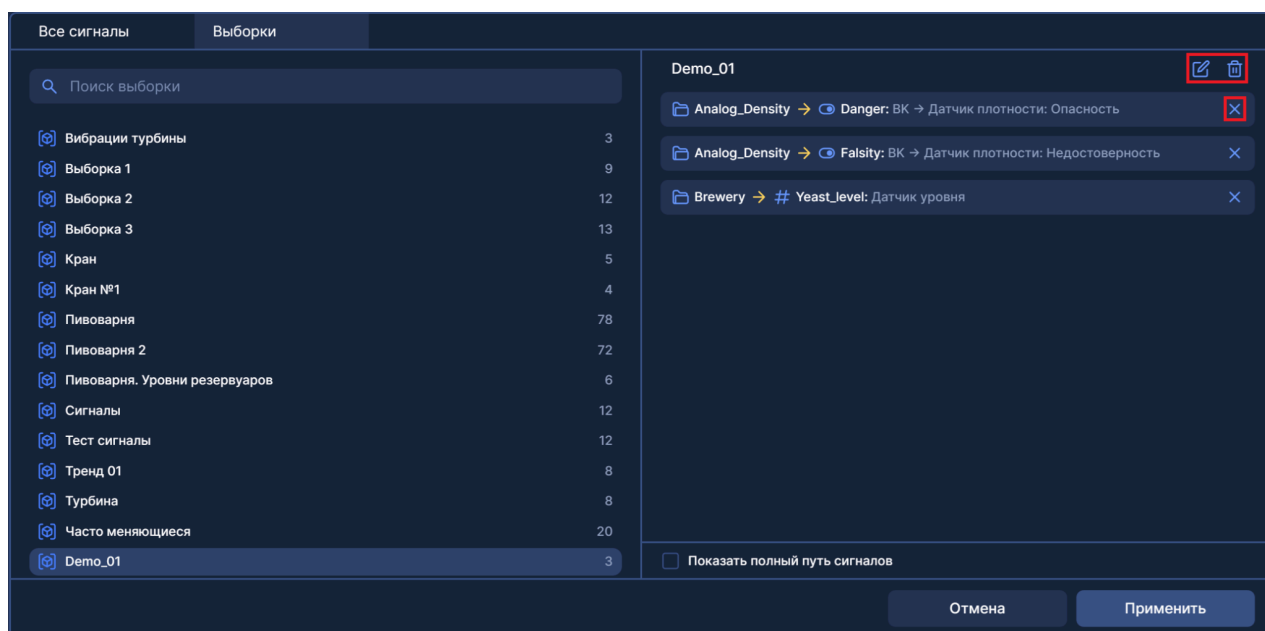 Все сигналы
Выборки
Поиск выборки
Вибрации турбины 3
Выборка 1 9
Выборка 2 12
Выборка 3 13
Кран 5
Кран №1 4
Пивоварня 78
Пивоварня 2 72
Пивоварня. Уровни резервуаров 6
Сигналы 12
Тест сигналы 12
Тренд 01 8
Турбина 8
Часто меняющиеся 20
Demo_01 3
Demo_01
Analog_Density → Danger: ВК → Датчик плотности: Опасность
Analog_Density → Falsity: ВК → Датчик плотности: Недостоверность
Brewery → # Yeast_level: Датчик уровня
Показать полный путь сигналов
Отмена
Применить